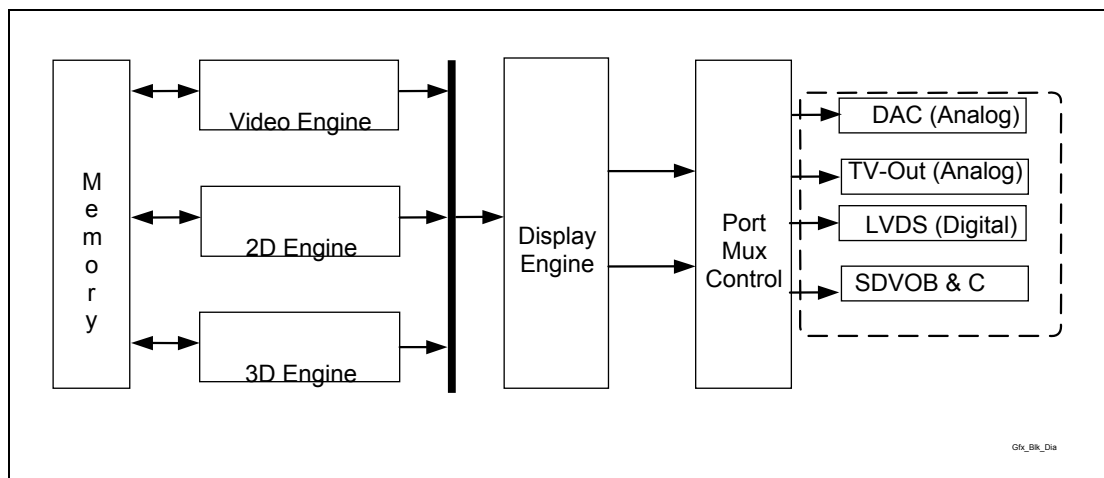 Memory
Video Engine
2D Engine
3D Engine
Display
Engine
Port
Mux
Control
DAC (Analog)
TV-Out (Analog)
LVDS (Digital)
SDVOB & C
Gfx_Blk_Dia